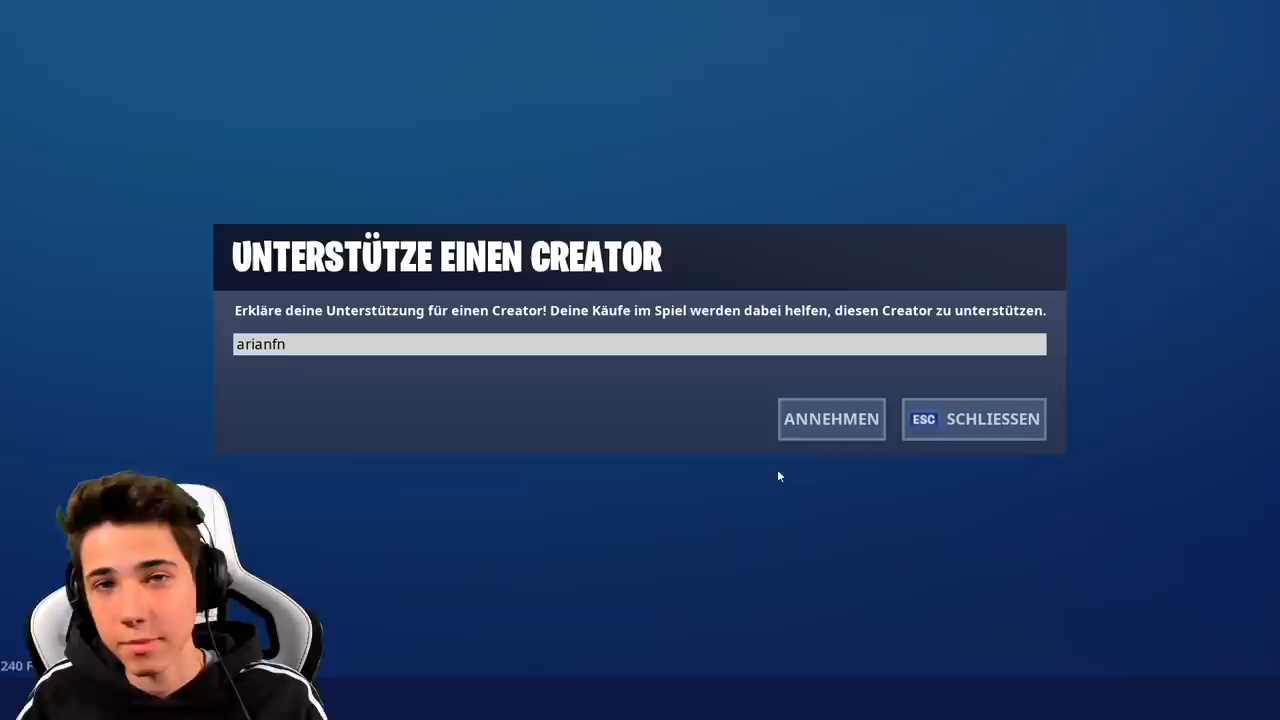 UNTERSTÜTZE EINEN CREATOR
Erkläre deine Unterstützung für einen Creator! Deine Käufe im Spiel werden dabei helfen, diesen Creator zu unterstützen.
arianfn
ANNEHMEN
ESC SCHLIESSEN
240 F